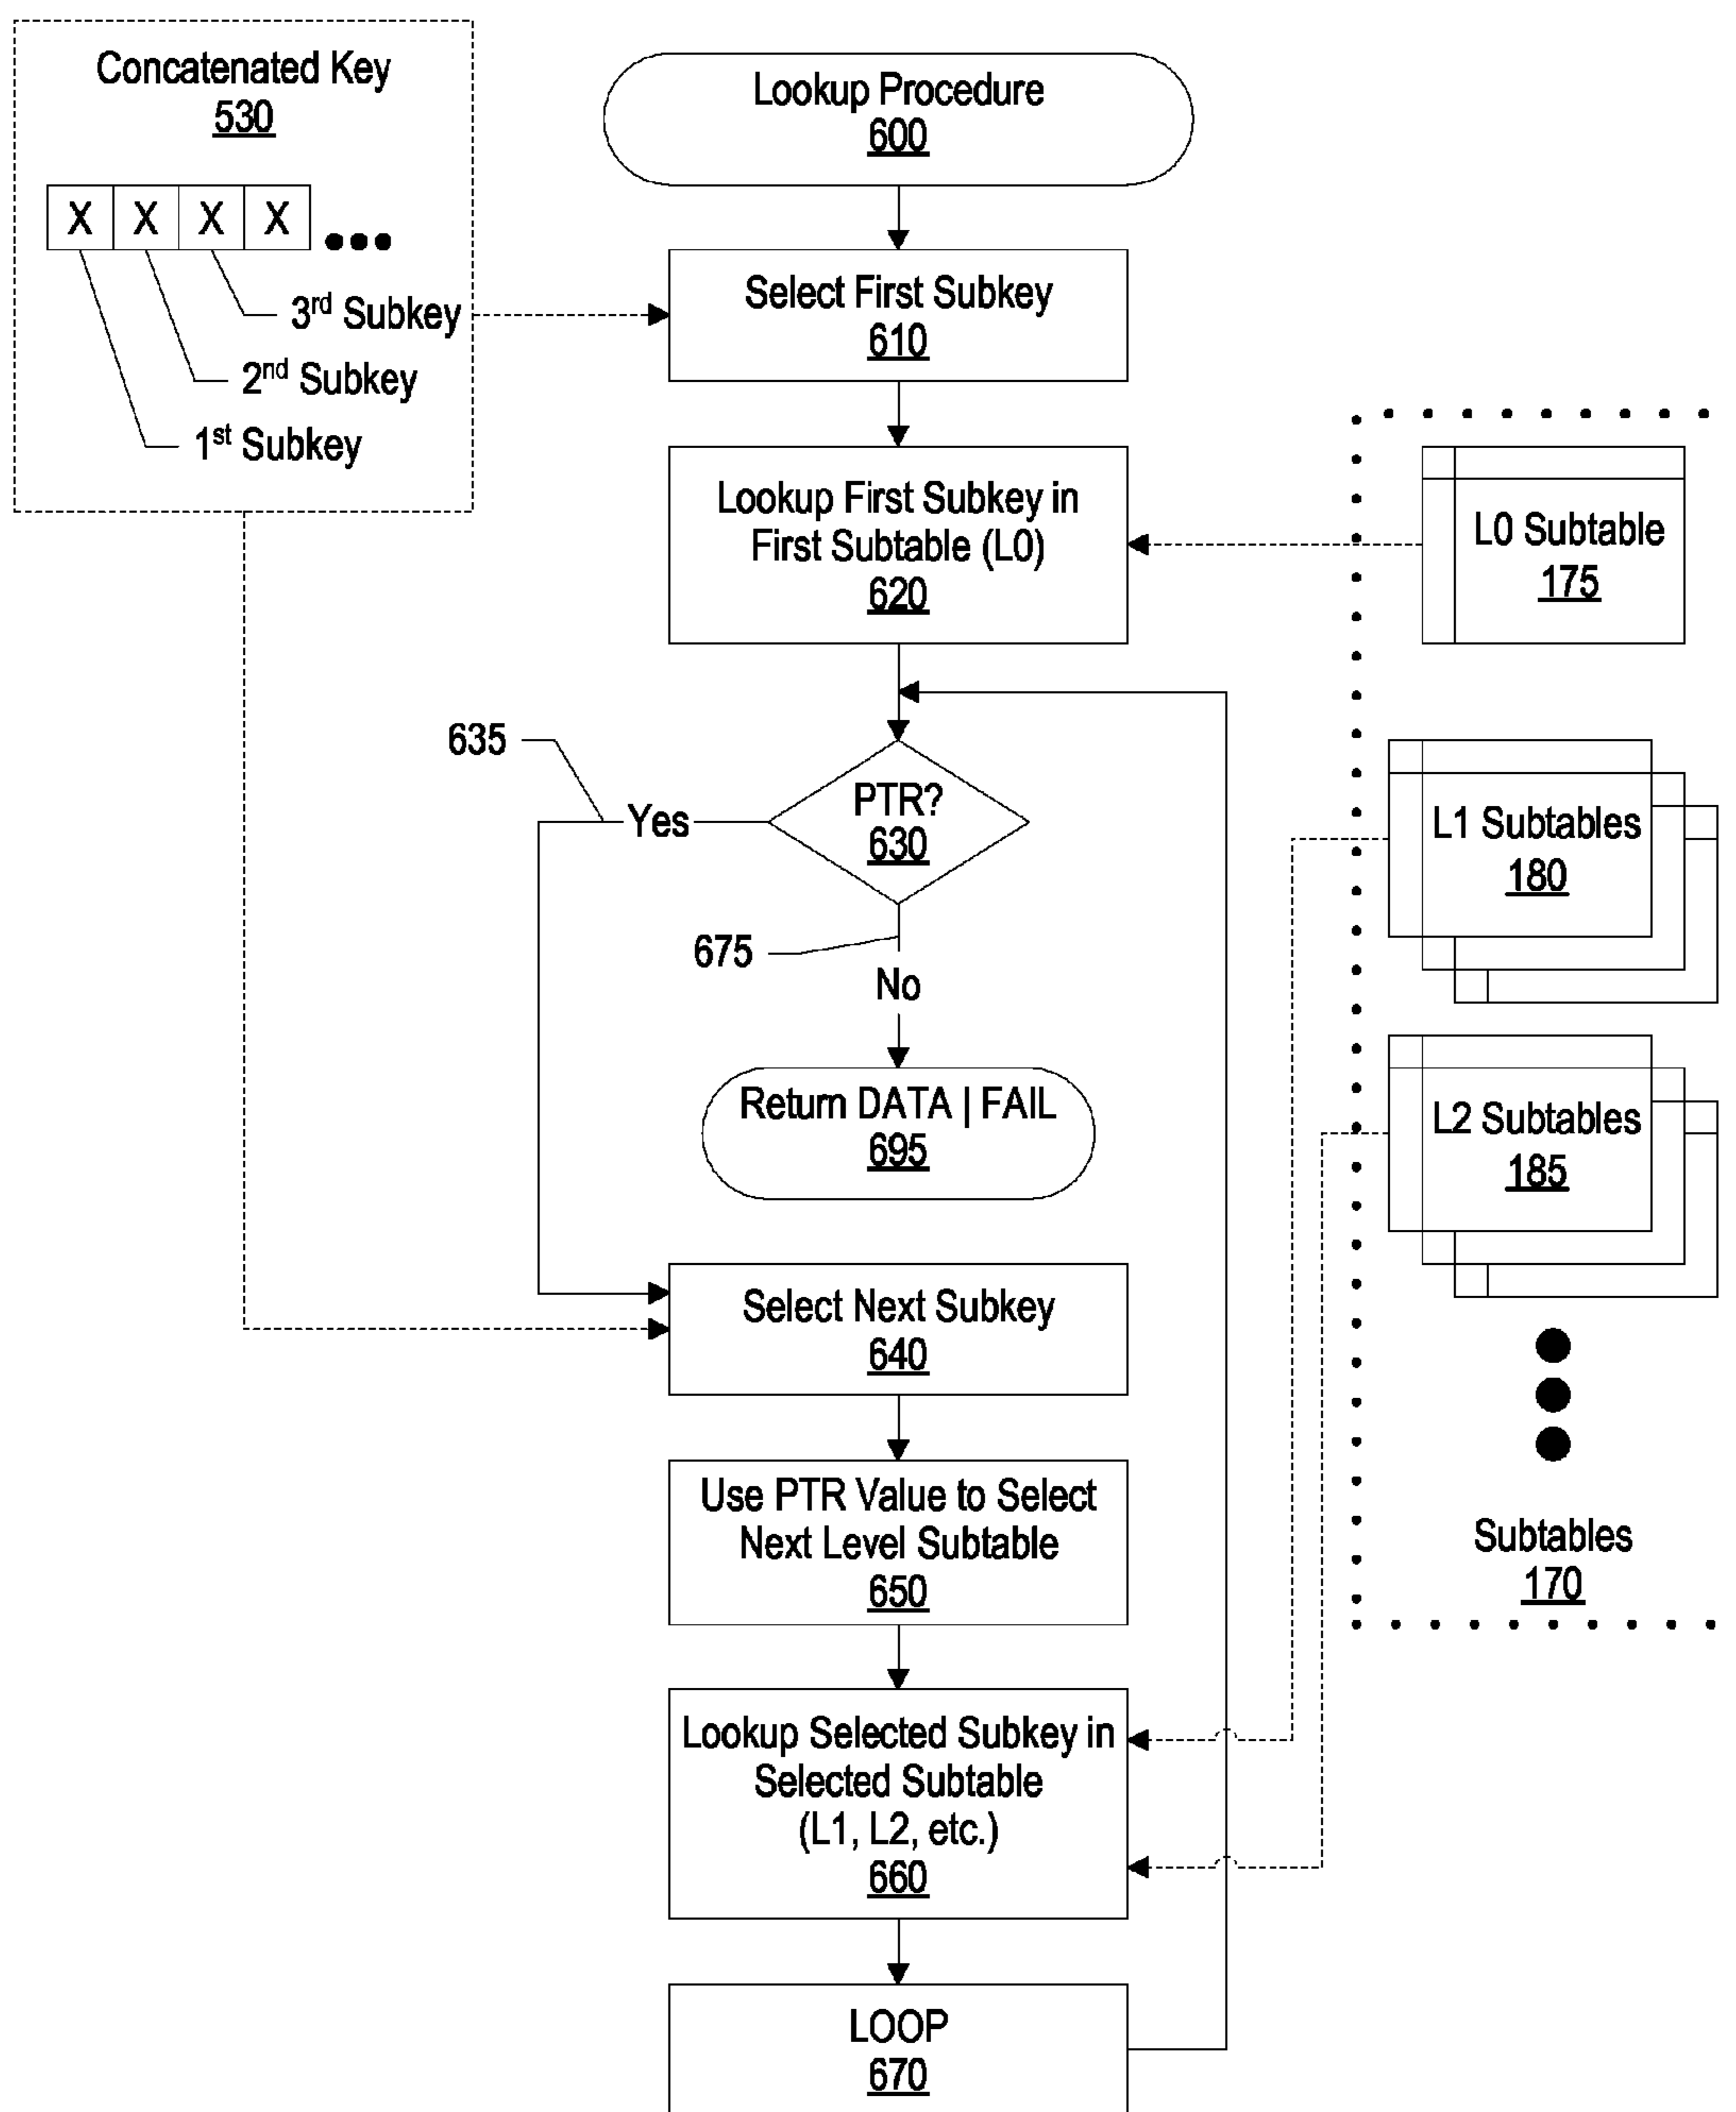 Concatenated Key
530
X X X X
3rd Subkey
2nd Subkey
1st Subkey
Lookup Procedure
600
Select First Subkey
610
Lookup First Subkey in
First Subtable (L0)
620
L0 Subtable
175
635
Yes
PTR?
630
675
No
L1 Subtables
180
Return DATA | FAIL
695
L2 Subtables
185
Select Next Subkey
640
Use PTR Value to Select
Next Level Subtable
650
Subtables
170
Lookup Selected Subkey in
Selected Subtable
(L1, L2, etc.)
660
LOOP
670